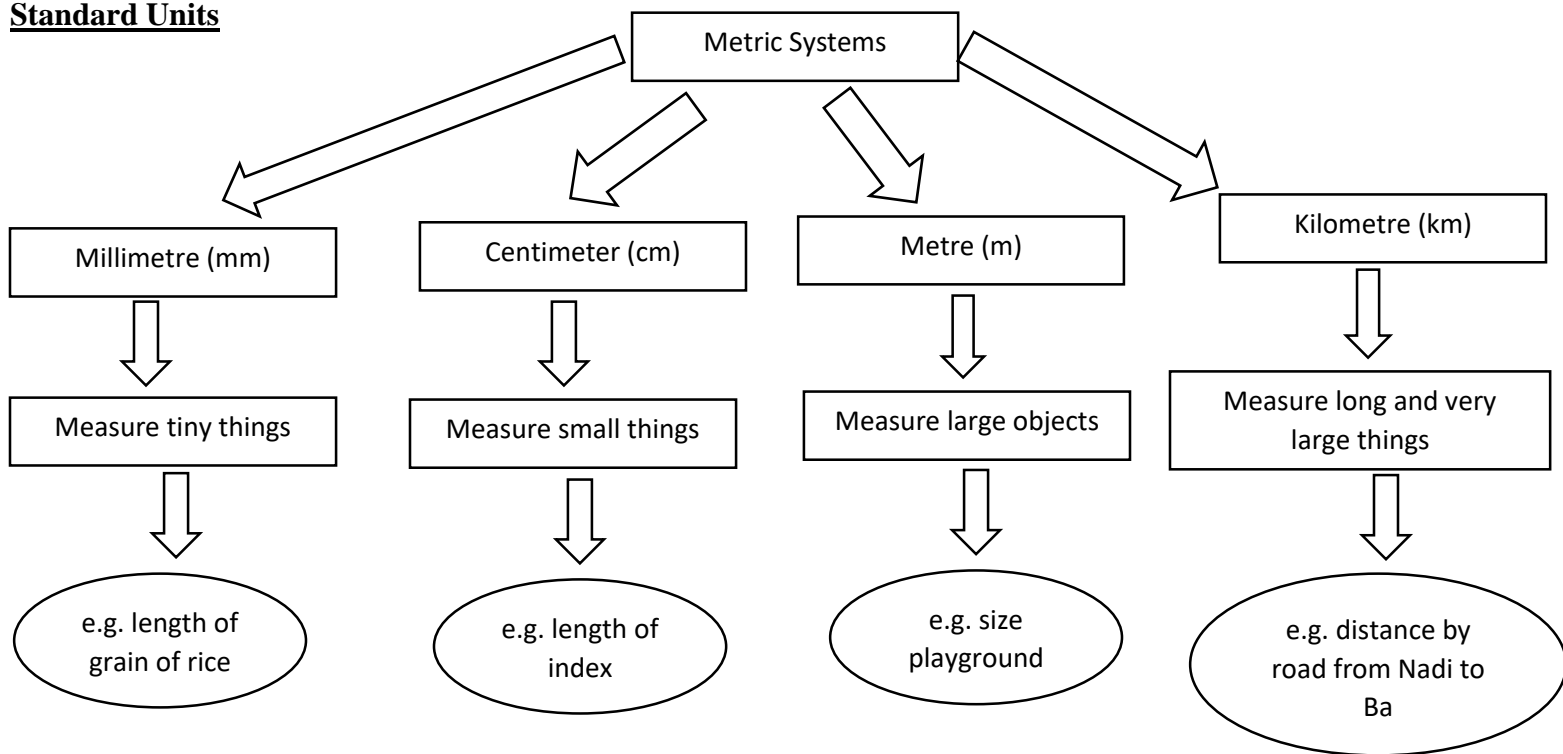 Standard Units
Metric Systems
Millimetre (mm)
Centimeter (cm)
Metre (m)
Kilometre (km)
Measure tiny things
Measure small things
Measure large objects
Measure long and very
large things
e.g. length of
grain of rice
e.g. length of
index
e.g. size
playground
e.g. distance by
road from Nadi to
Ba